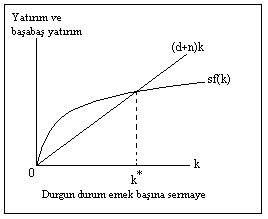 Yatırım ve
başabaş yatırım
(d+n)k
sf(k)
0
k
k*
Durgun durum emek başına sermaye